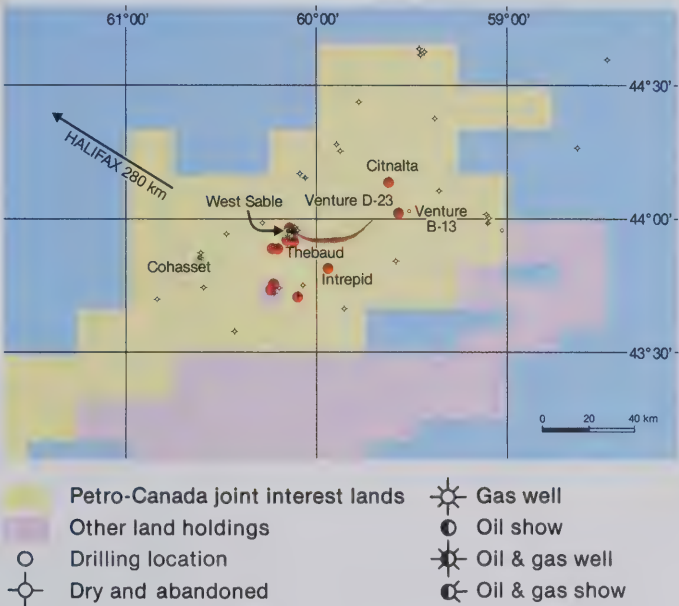 61°00' 60°00' 59°00'
44°30'
HALIFAX 280 km
Citnalta
West Sable
Venture D-23
Venture
B-13
44°00'
Thebaud
Cohasset
Intrepid
43°30'
0 20 40 km
Petro-Canada joint interest lands
Gas well
Other land holdings
Oil show
Drilling location
Oil & gas well
Dry and abandoned
Oil & gas show